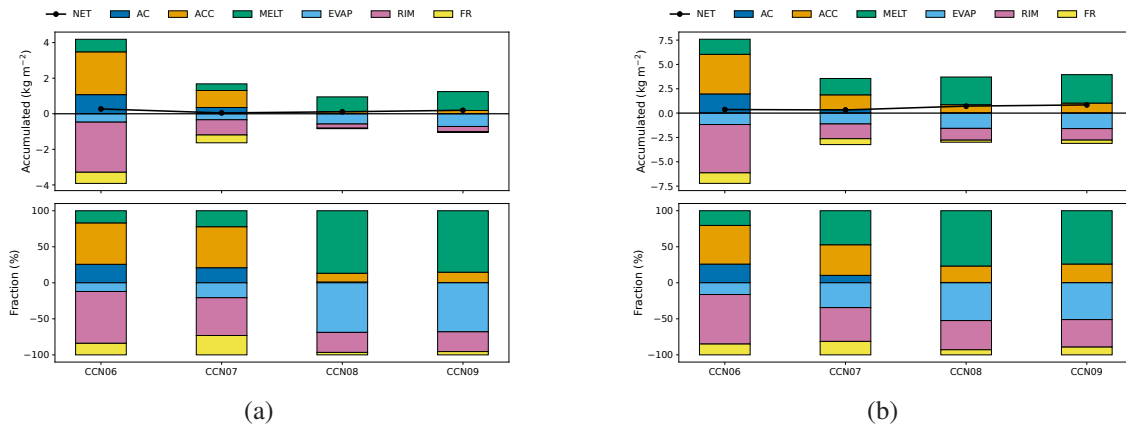 NET AC ACC MELT EVAP RIM FR
Accumulated (kg m⁻²)
4
2
0
−2
−4
Fraction (%)
100
50
0
−50
−100
CCN06 CCN07 CCN08 CCN09
(a)
NET AC ACC MELT EVAP RIM FR
Accumulated (kg m⁻²)
7.5
5.0
2.5
0.0
−2.5
−5.0
−7.5
Fraction (%)
100
50
0
−50
−100
CCN06 CCN07 CCN08 CCN09
(b)